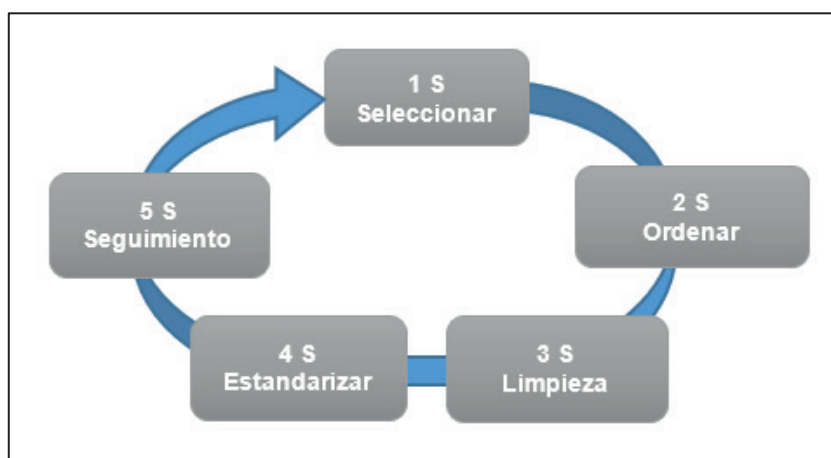 1 S
Seleccionar
2 S
Ordenar
3 S
Limpieza
4 S
Estandarizar
5 S
Seguimiento